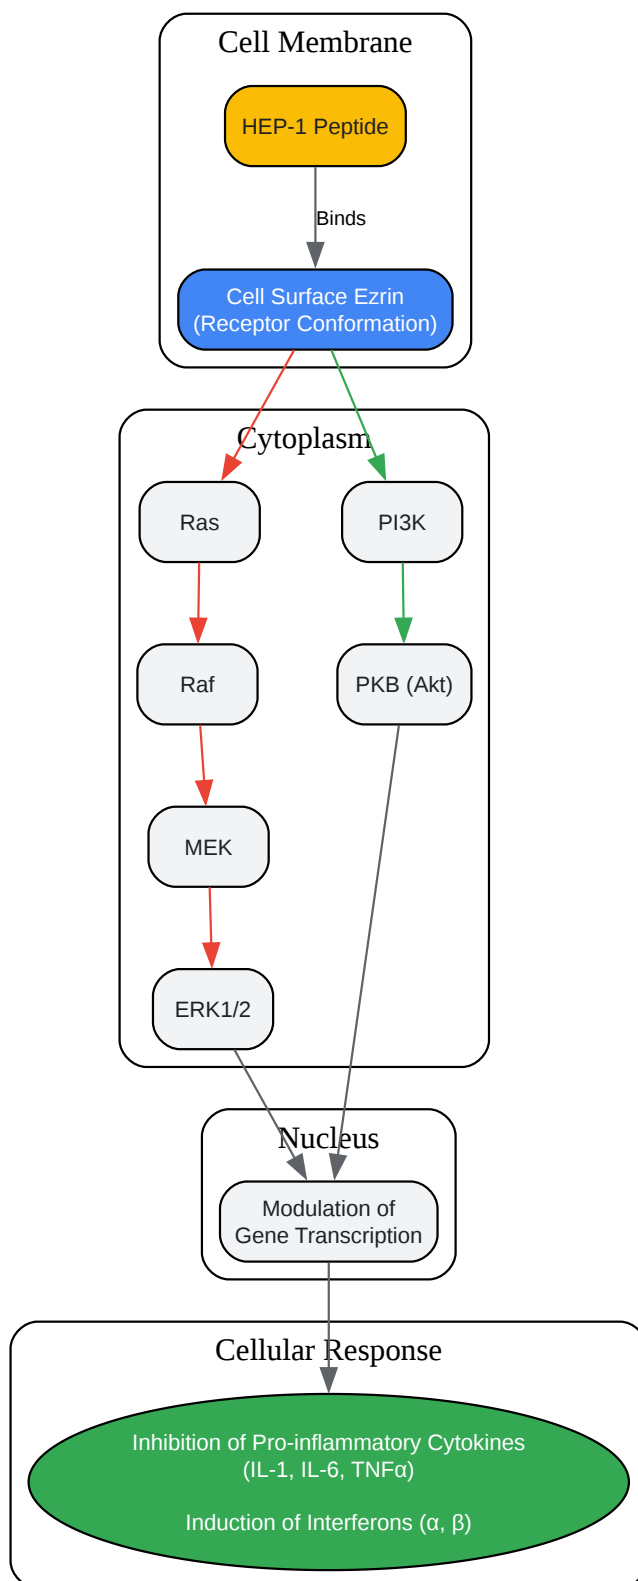 Cell Membrane
HEP-1 Peptide
Binds
Cell Surface Ezrin
(Receptor Conformation)
Cytoplasm
Ras
PI3K
Raf
PKB (Akt)
MEK
ERK1/2
Nucleus
Modulation of
Gene Transcription
Cellular Response
Inhibition of Pro-inflammatory Cytokines
(IL-1, IL-6, TNFα)
Induction of Interferons (α, β)